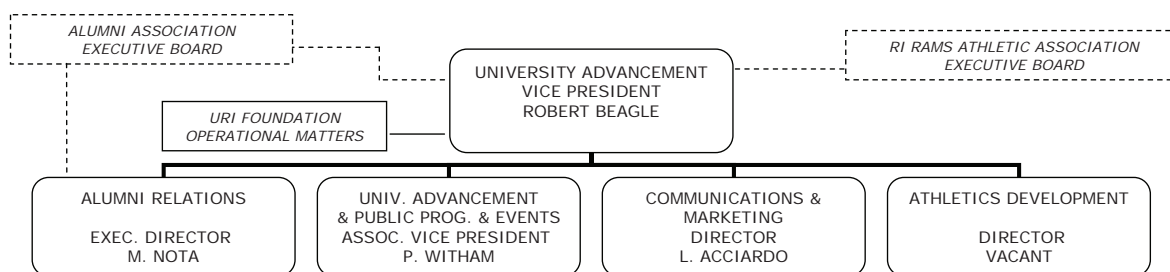 ALUMNI ASSOCIATION
EXECUTIVE BOARD
RI RAMS ATHLETIC ASSOCIATION
EXECUTIVE BOARD
UNIVERSITY ADVANCEMENT
VICE PRESIDENT
ROBERT BEAGLE
URI FOUNDATION
OPERATIONAL MATTERS
ALUMNI RELATIONS
EXEC. DIRECTOR
M. NOTA
UNIV. ADVANCEMENT
& PUBLIC PROG. & EVENTS
ASSOC. VICE PRESIDENT
P. WITHAM
COMMUNICATIONS &
MARKETING
DIRECTOR
L. ACCIARDO
ATHLETICS DEVELOPMENT
DIRECTOR
VACANT